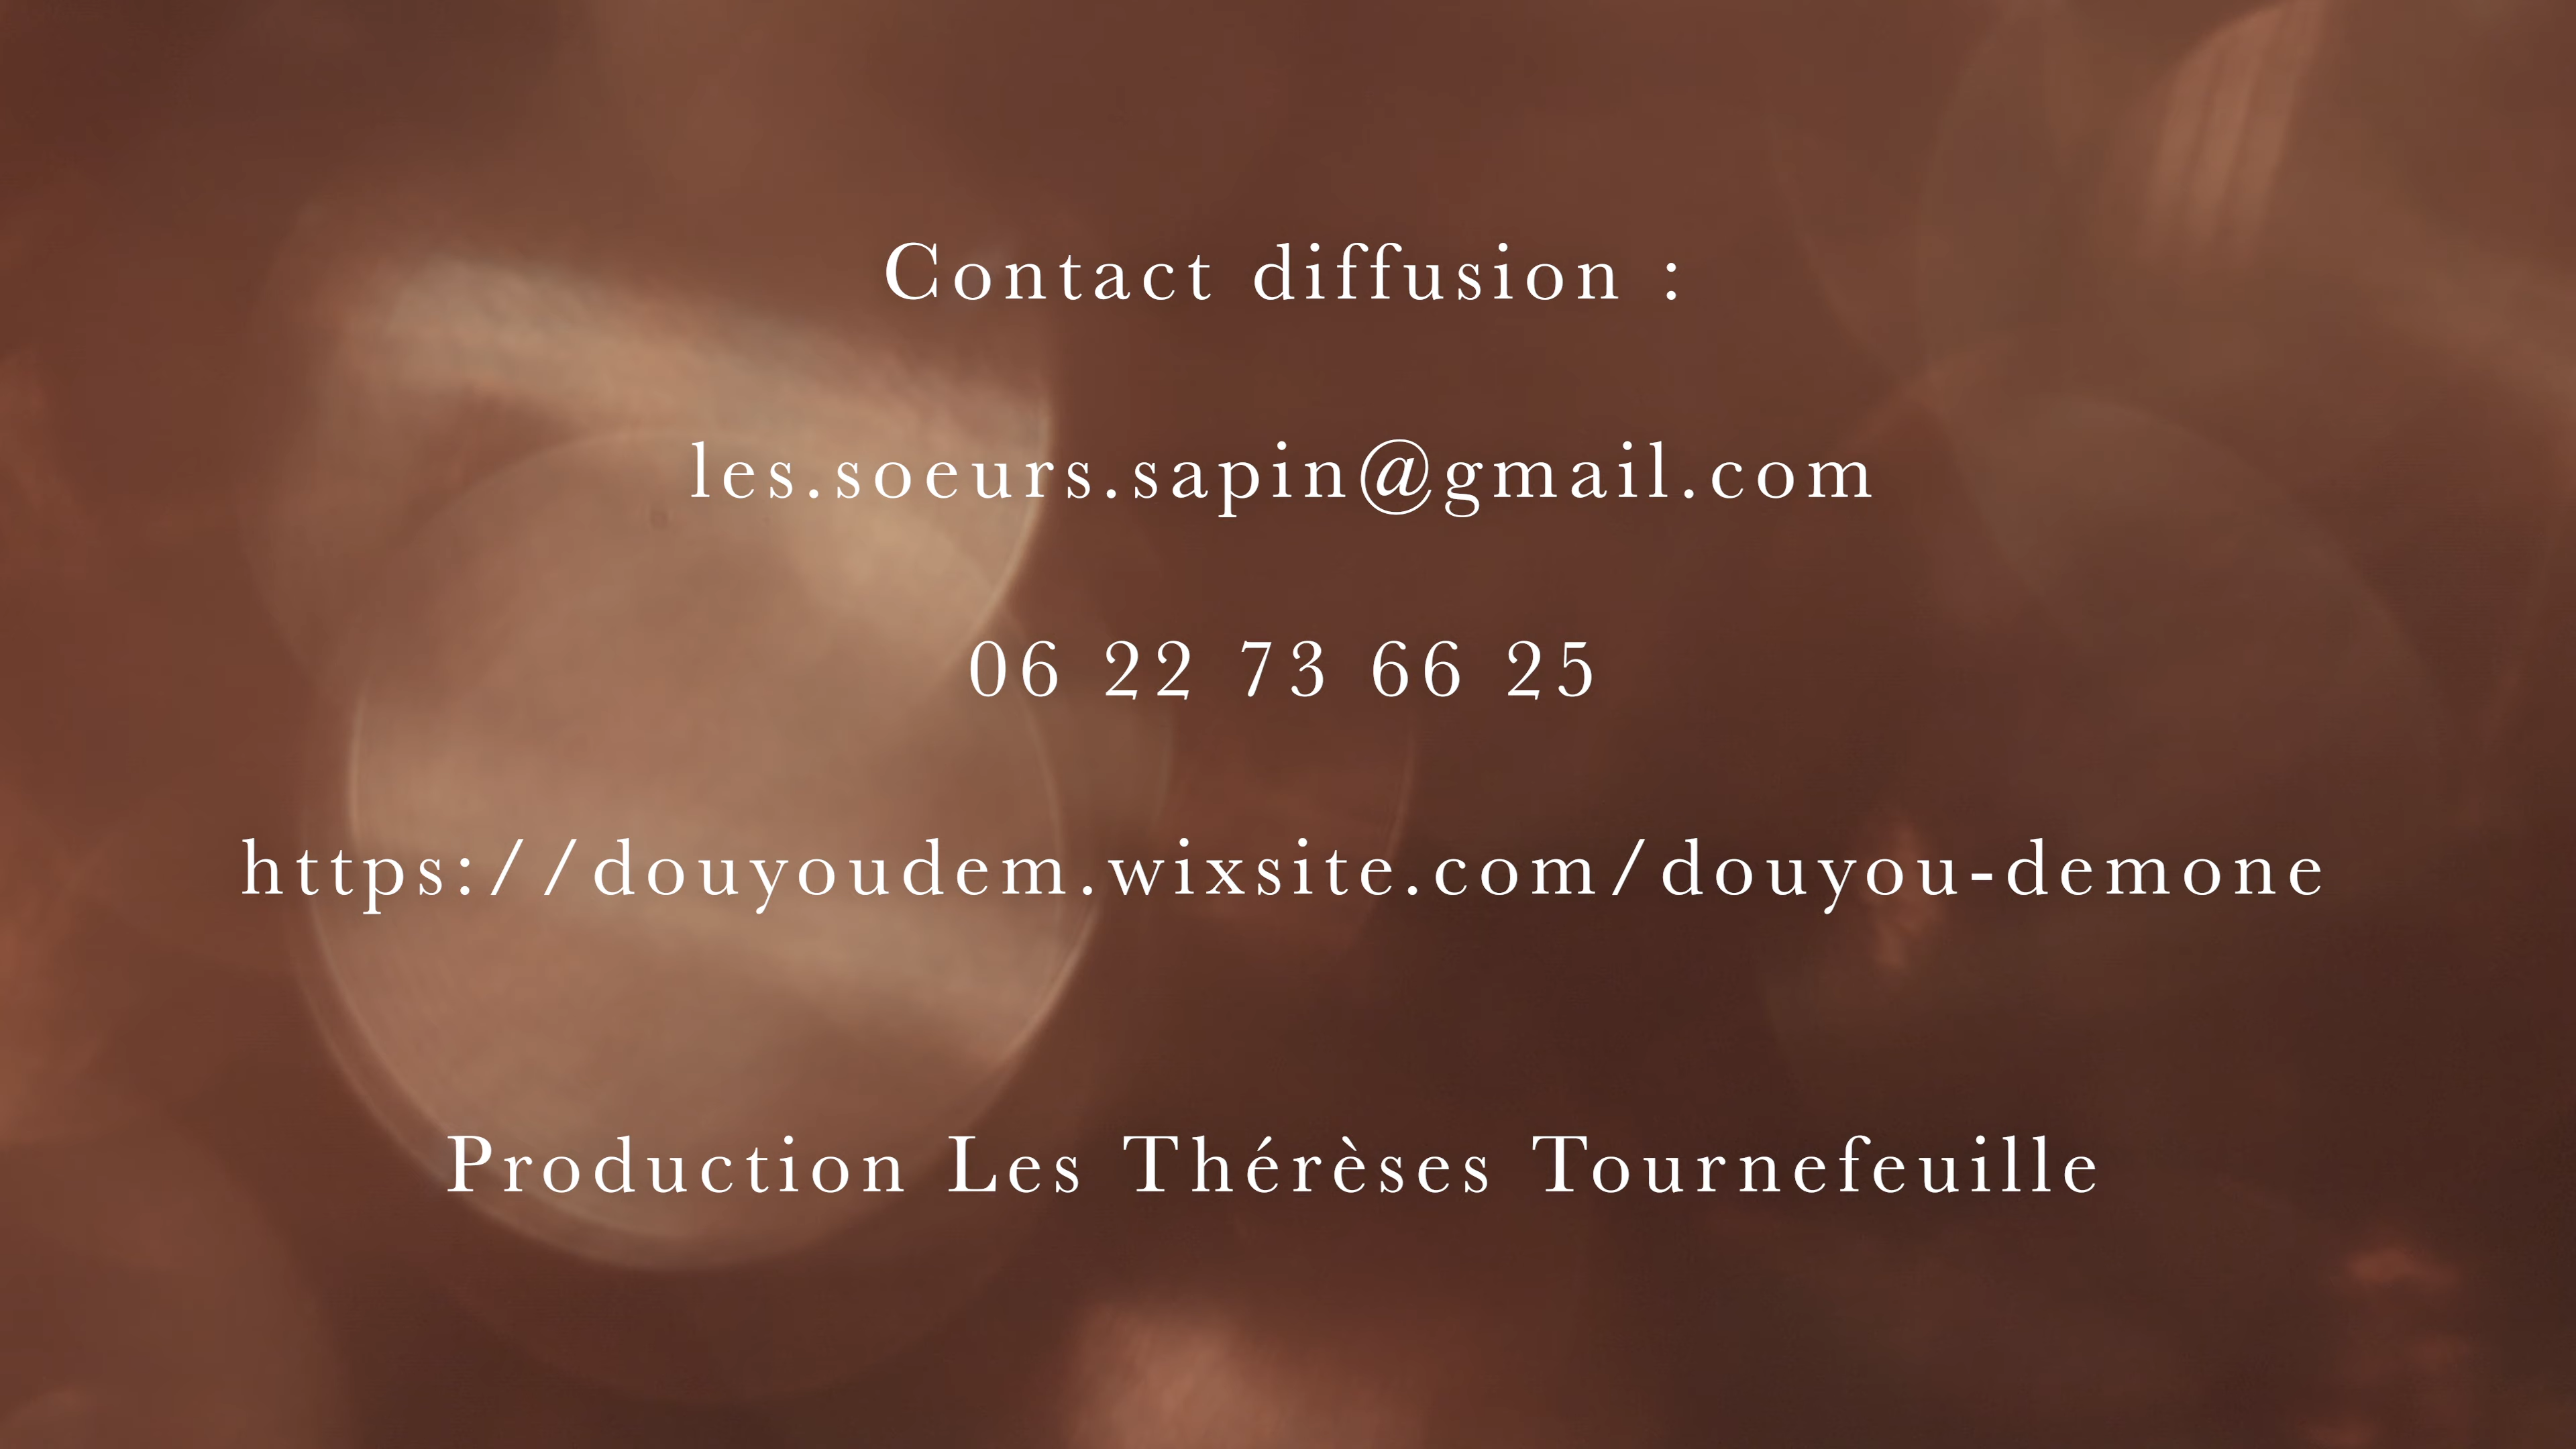 Contact diffusion :
les.soeurs.sapin@gmail.com
06 22 73 66 25
https://douyoudem.wixsite.com/douyou-demone
Production Les Thérèses Tournefeuille